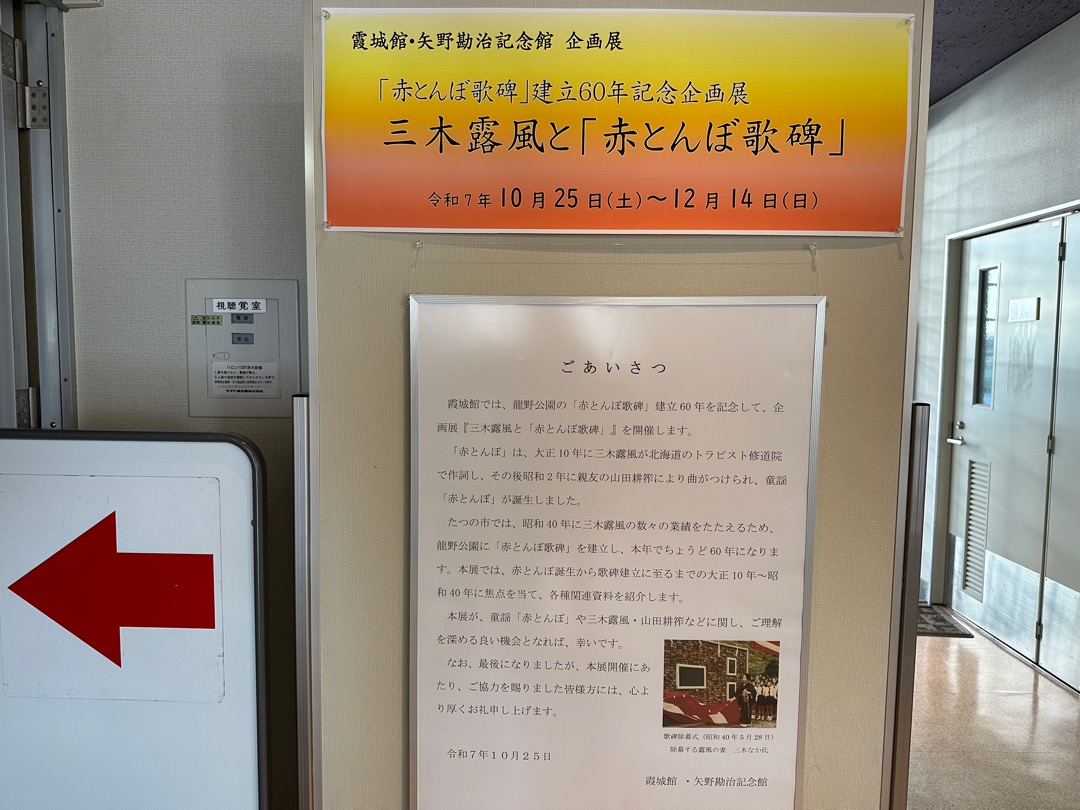 霞城館・矢野勘治記念館 企画展
「赤とんぼ歌碑」建立60年記念企画展
三木露風と「赤とんぼ歌碑」
令和7年 10月25日(土)〜12月14日(日)
視聴覚室
ハロン1301消火設備
ごあいさつ
霞城館では、龍野公園の「赤とんぼ歌碑」建立60年を記念して、企
画展『三木露風と「赤とんぼ歌碑」』を開催します。
「赤とんぼ」は、大正10年に三木露風が北海道のトラピスト修道院
で作詞し、その後昭和2年に親友の山田耕筰により曲がつけられ、童謡
「赤とんぼ」が誕生しました。
たつの市では、昭和40年に三木露風の数々の業績をたたえるため、
龍野公園に「赤とんぼ歌碑」を建立し、本年でちょうど60年になりま
す。本展では、赤とんぼ誕生から歌碑建立に至るまでの大正10年〜昭
和40年に焦点を当て、各種関連資料を紹介します。
本展が、童謡「赤とんぼ」や三木露風・山田耕筰などに関し、ご理解
を深める良い機会となれば、幸いです。
なお、最後になりましたが、本展開催にあ
たり、ご協力を賜りました皆様方には、心よ
り厚くお礼申し上げます。
歌碑除幕式（昭和40年5月28日）
除幕する露風の妻 三木なか氏
令和7年10月25日
霞城館 ・矢野勘治記念館